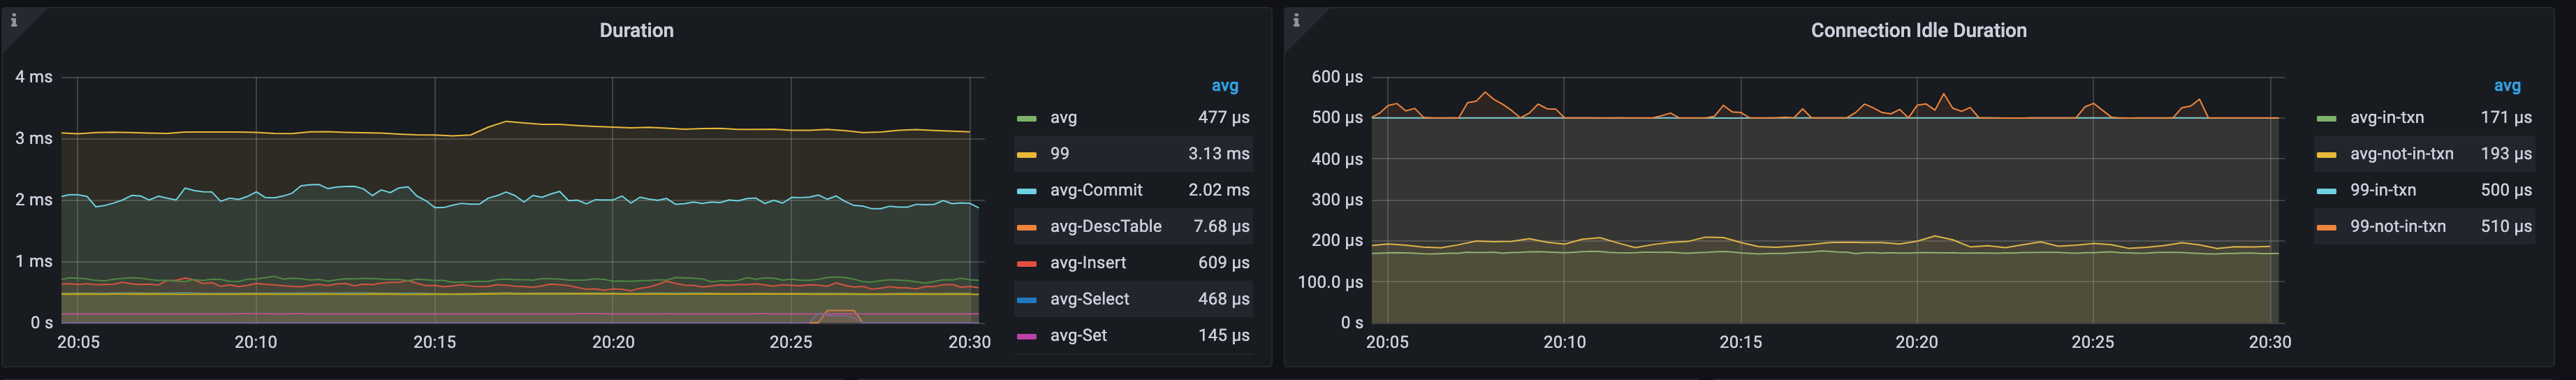 Duration
4 ms
3 ms
2 ms
1 ms
0 s
20:05 20:10 20:15 20:20 20:25 20:30
avg
avg 477 µs
99 3.13 ms
avg-Commit 2.02 ms
avg-DescTable 7.68 µs
avg-Insert 609 µs
avg-Select 468 µs
avg-Set 145 µs
Connection Idle Duration
600 µs
500 µs
400 µs
300 µs
200 µs
100.0 µs
0 s
20:05 20:10 20:15 20:20 20:25 20:30
avg
avg-in-txn 171 µs
avg-not-in-txn 193 µs
99-in-txn 500 µs
99-not-in-txn 510 µs